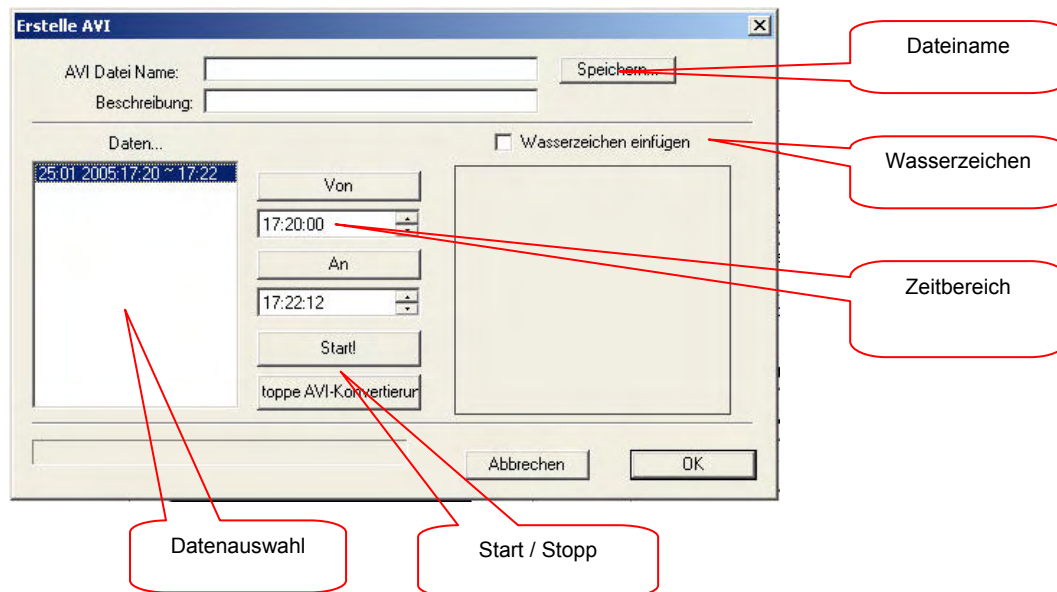 Erstelle AVI
Dateiname
AVI Datei Name:
Speichern...
Beschreibung:
Daten...
Wasserzeichen einfügen
Wasserzeichen
25:01 2005:17:20 ~ 17:22
Von
17:20:00
An
Zeitbereich
17:22:12
Start!
toppe AVI-Konvertierur
Abbrechen
OK
Datenauswahl
Start / Stopp